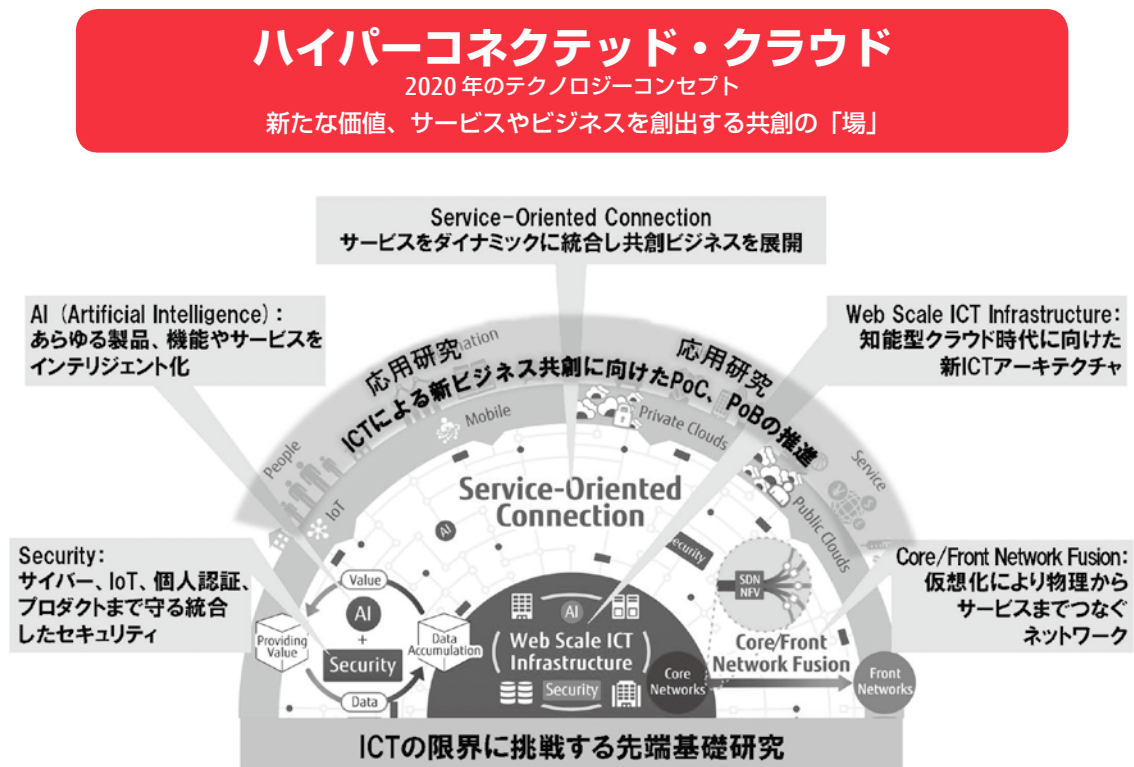 ハイパーコネクテッド・クラウド
2020年のテクノロジーコンセプト
新たな価値、サービスやビジネスを創出する共創の「場」
Service-Oriented Connection
サービスをダイナミックに統合し共創ビジネスを展開
AI (Artificial Intelligence):
あらゆる製品、機能やサービスを
インテリジェント化
Web Scale ICT Infrastructure:
知能型クラウド時代に向けた
新ICTアーキテクチャ
応用研究
応用研究
ICTによる新ビジネス共創に向けたPoC、PoBの推進
People
Service
IoT
Mobile
Private Clouds
Public Clouds
Service-Oriented
Connection
AI
Security
Security:
サイバー、IoT、個人認証、
プロダクトまで守る統合
したセキュリティ
Core/Front Network Fusion:
仮想化により物理から
サービスまでつなぐ
ネットワーク
Value
AI
+
Security
Data
Providing
Value
Data
Accumulation
AI
Web Scale ICT
Infrastructure
Security
SDN
NFV
Core/Front
Network Fusion
Core
Networks
Front
Networks
ICTの限界に挑戦する先端基礎研究